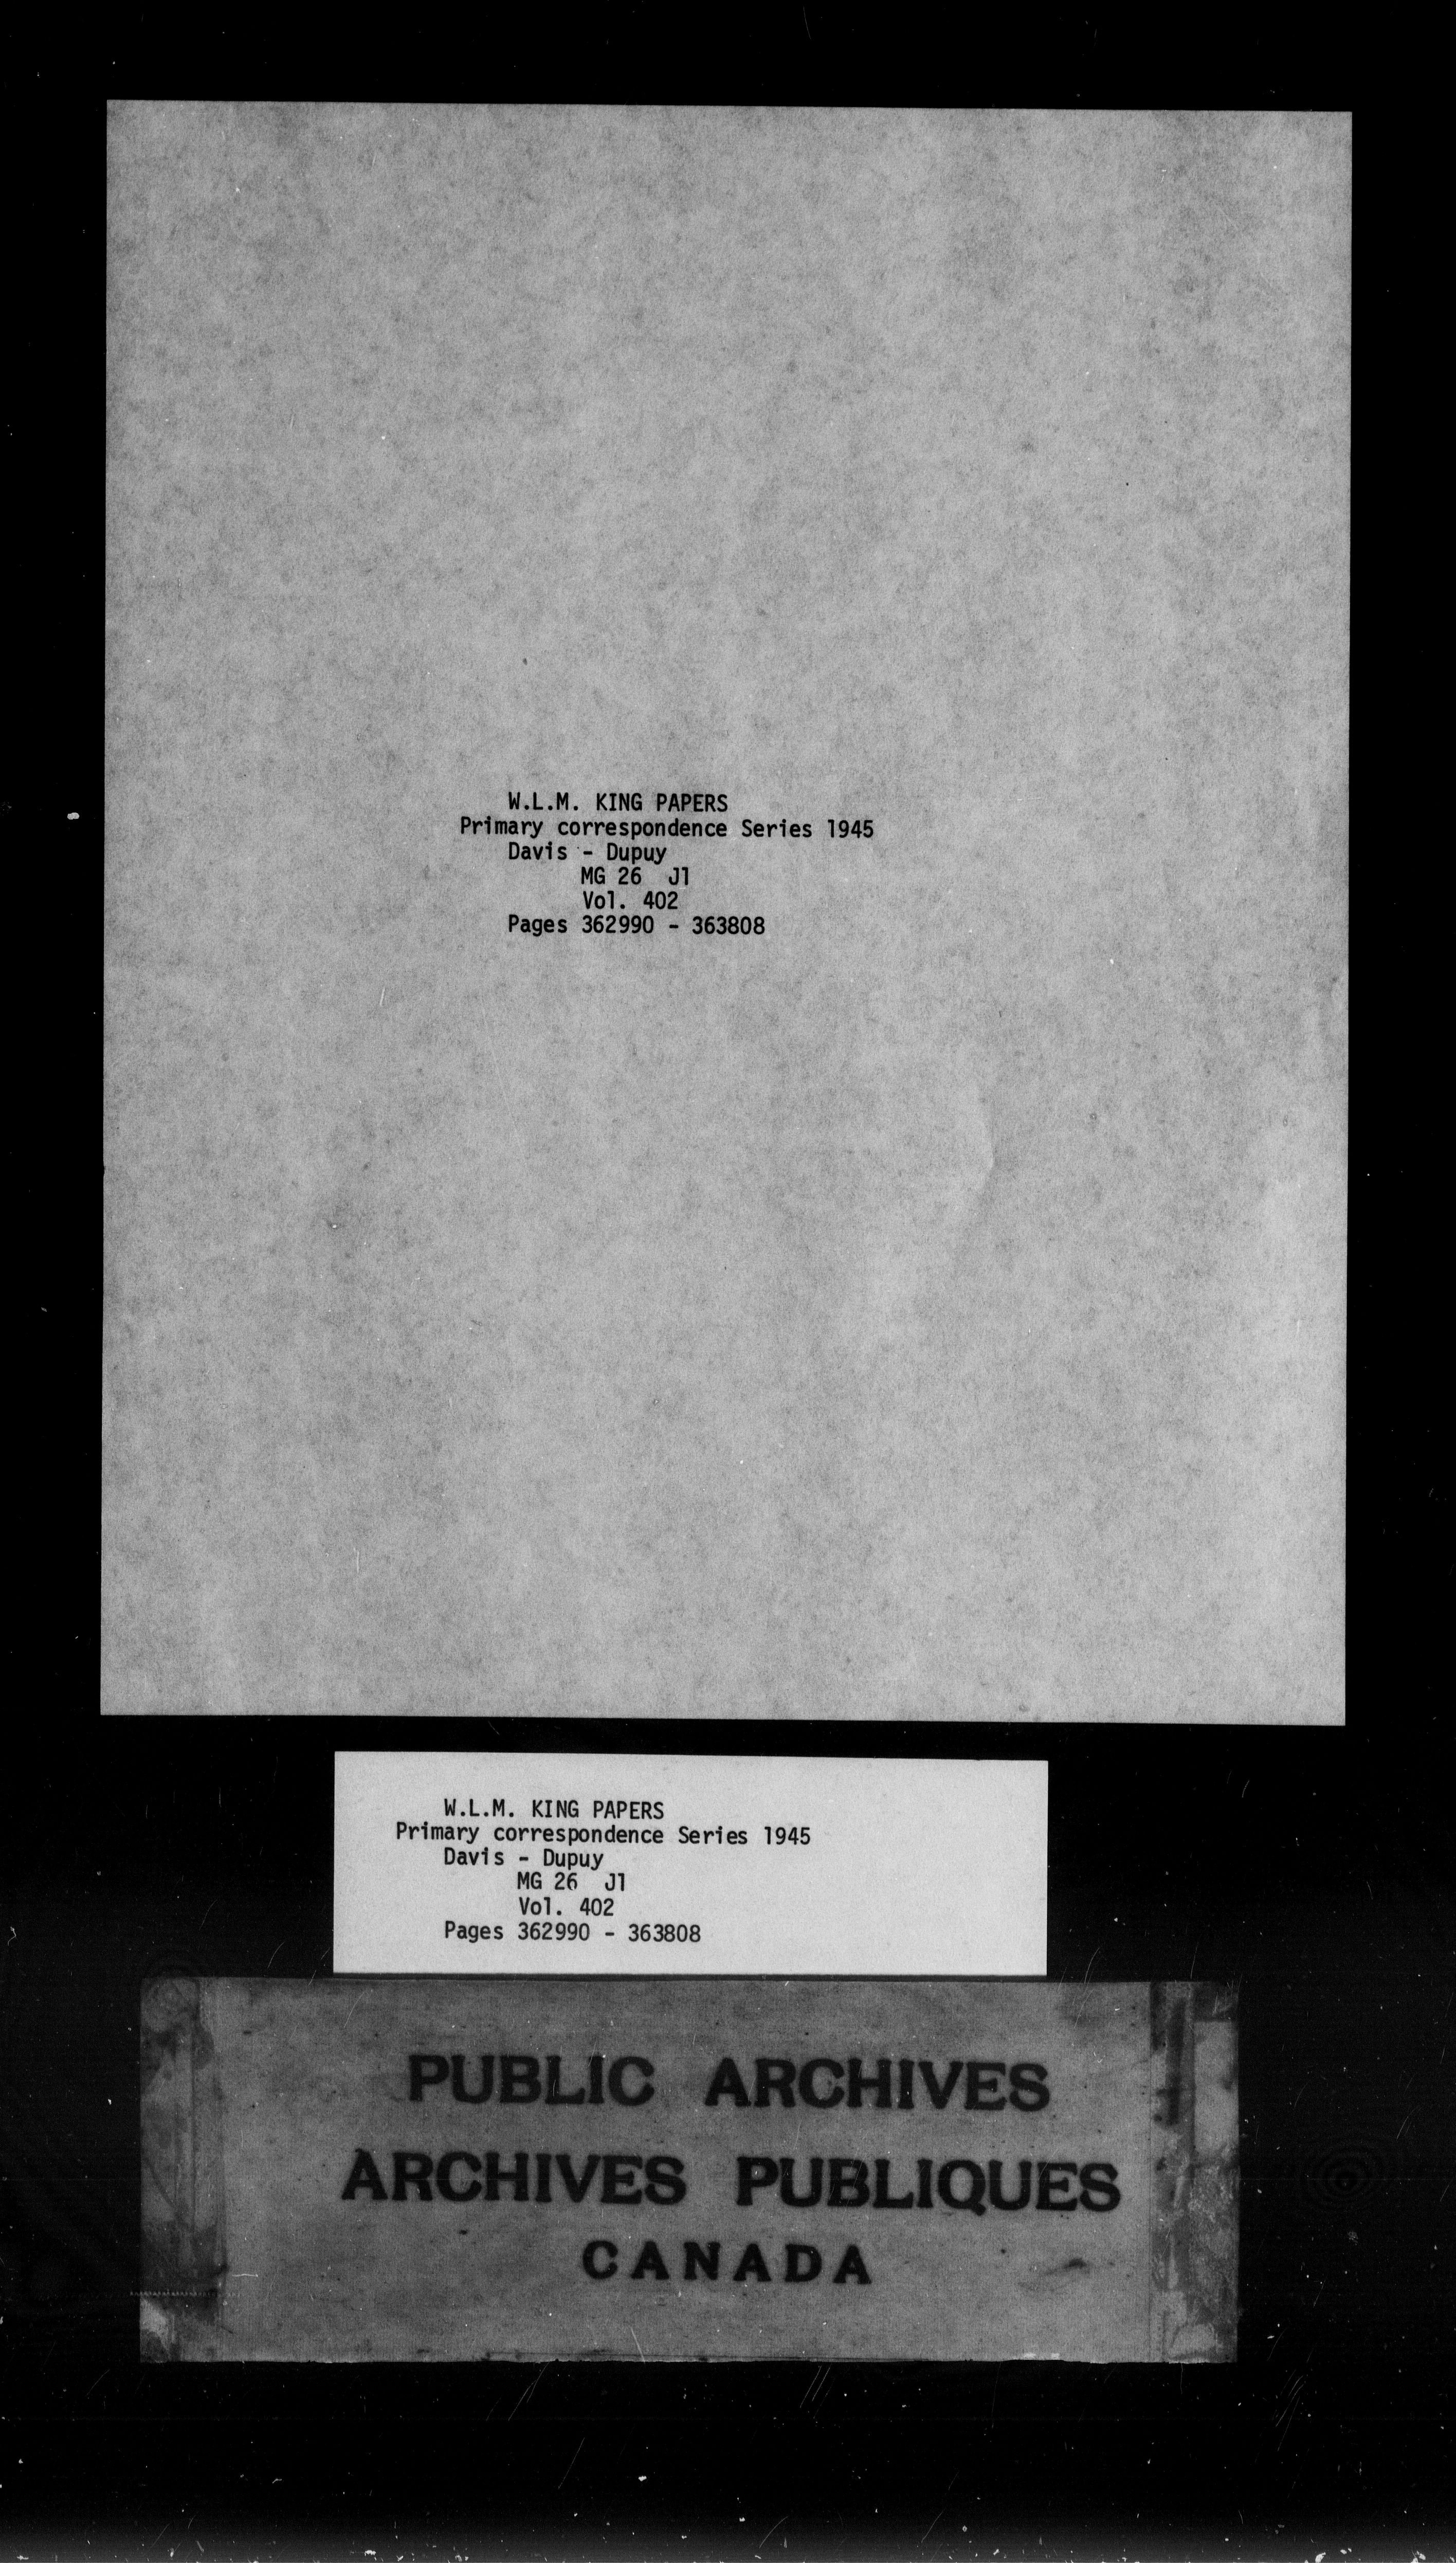 W.L.M. KING PAPERS
Primary correspondence Series 1945
Davis - Dupuy
MG 26 J1
Vol. 402
Pages 362990 - 363808
W.L.M. KING PAPERS
Primary correspondence Series 1945
Davis - Dupuy
MG 26 J1
Vol. 402
Pages 362990 - 363808
PUBLIC ARCHIVES
ARCHIVES PUBLIQUES
CANADA